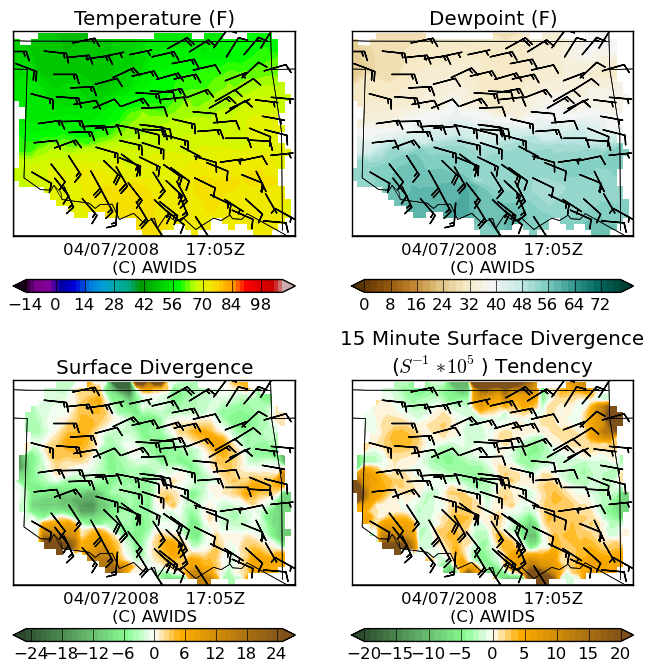 Temperature (F)
Dewpoint (F)
04/07/2008 17:05Z
(C) AWIDS
04/07/2008 17:05Z
(C) AWIDS
−14 0 14 28 42 56 70 84 98
0 8 16 24 32 40 48 56 64 72
Surface Divergence
15 Minute Surface Divergence
(S⁻¹ *10⁵ ) Tendency
04/07/2008 17:05Z
(C) AWIDS
04/07/2008 17:05Z
(C) AWIDS
−24 −18 −12 −6 0 6 12 18 24
−20 −15 −10 −5 0 5 10 15 20